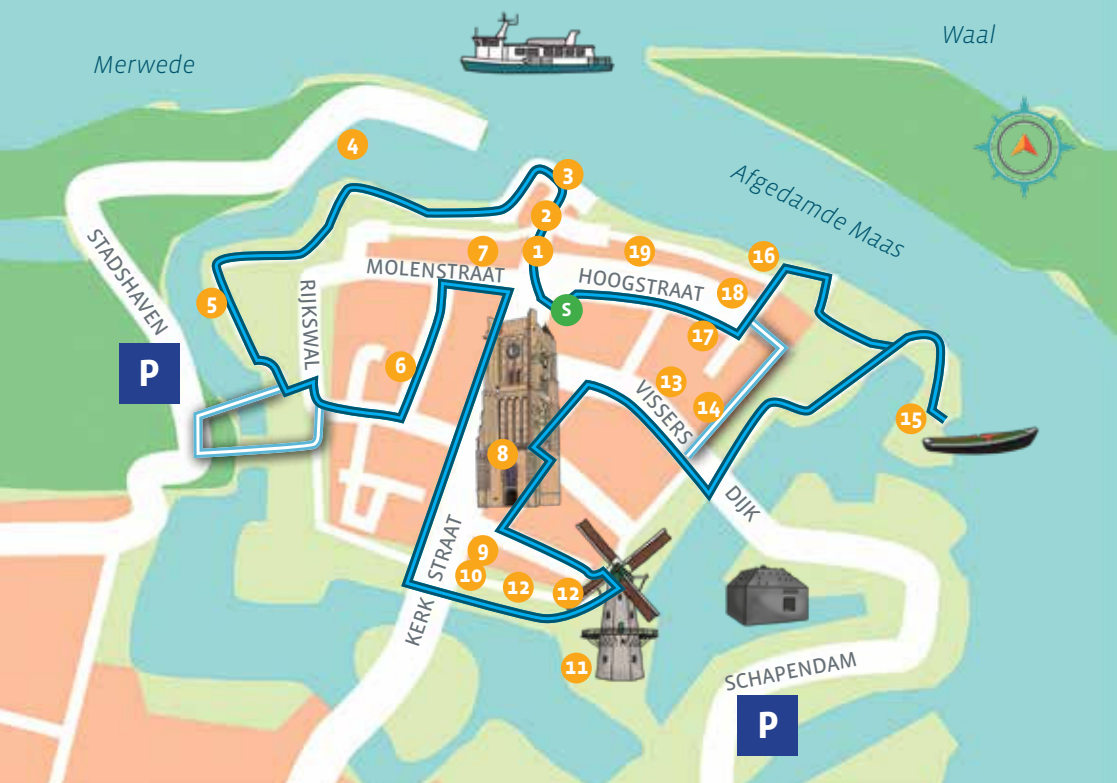 Waal
Merwede
4
3
Afgedamde Maas
2
STADSHAVEN
7
1
19
16
MOLENSTRAAT
HOOGSTRAAT
5
RIJKSWAL
S
18
17
P
6
13
VISSERS
14
15
8
DIJK
STRAAT
9
10
12
12
KERK
11
SCHAPENDAM
P